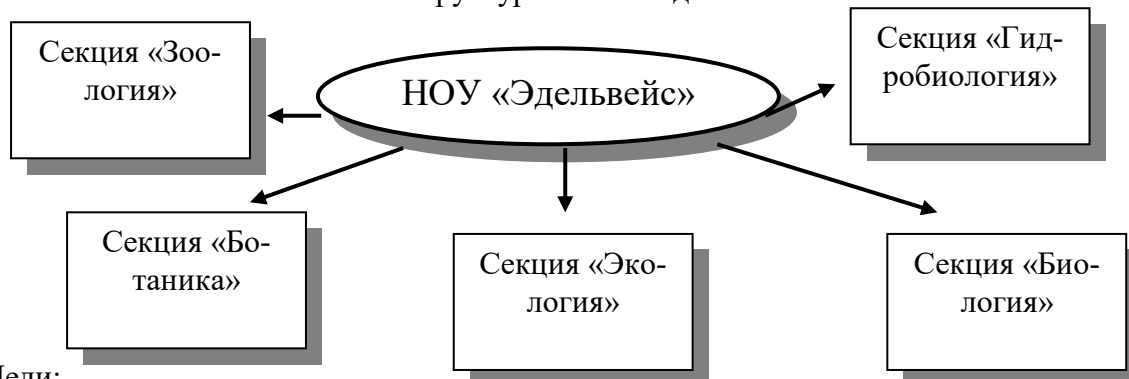 Секция «Зоо-
логия»
НОУ «Эдельвейс»
Секция «Гид-
робиология»
Секция «Бо-
таника»
Секция «Эко-
логия»
Секция «Био-
логия»